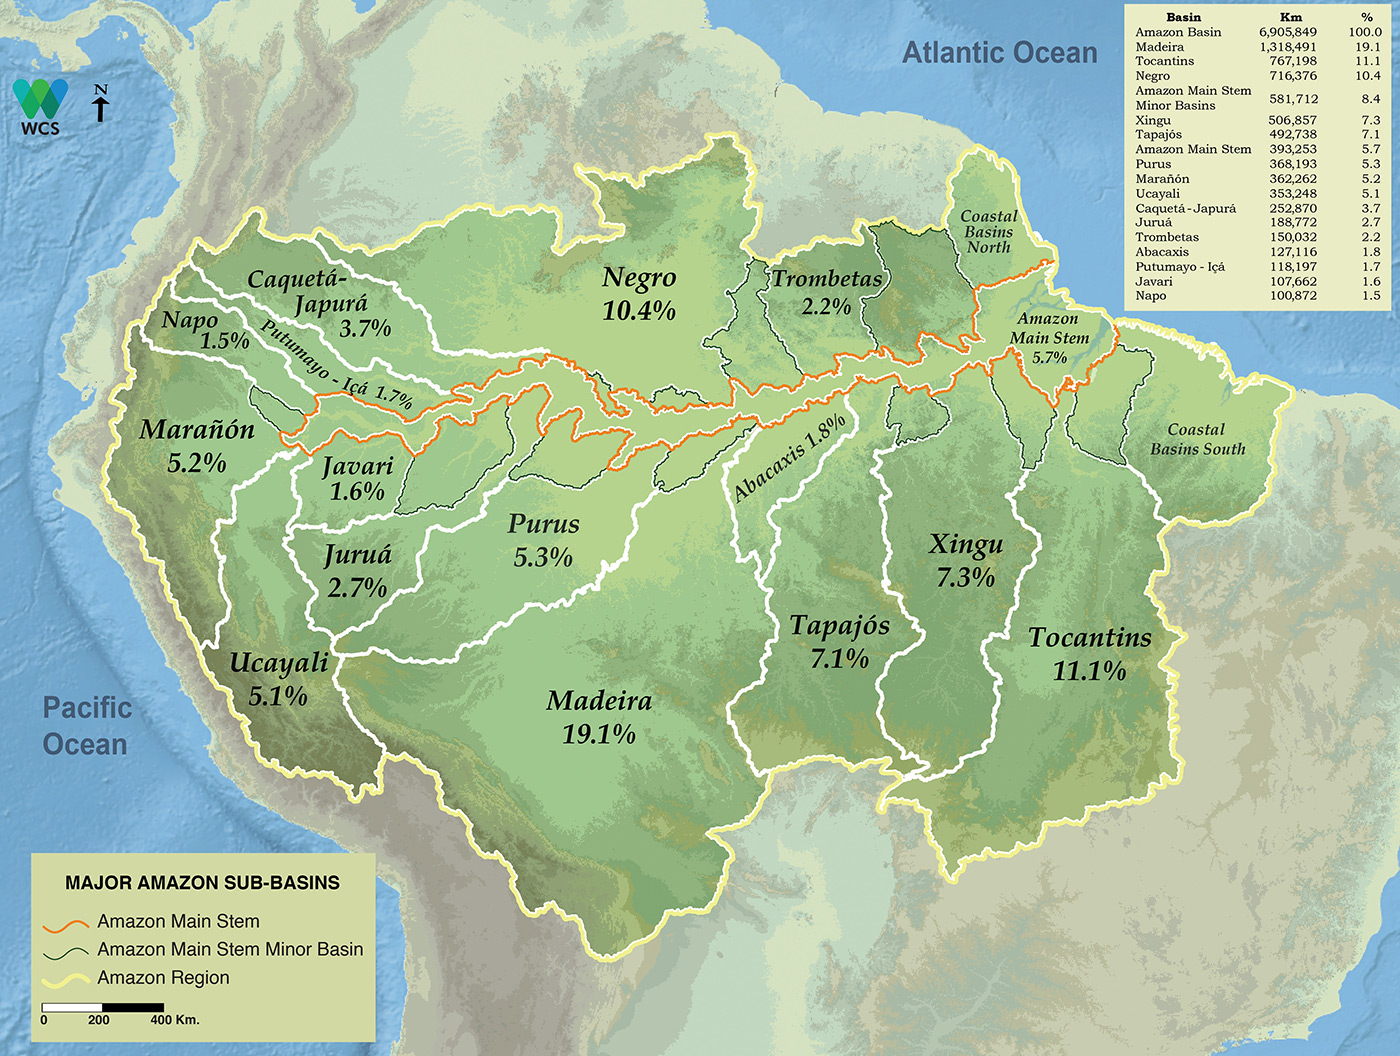 Atlantic Ocean
Basin Km %
Amazon Basin 6,905,849 100.0
Madeira 1,318,491 19.1
Tocantins 767,198 11.1
Negro 716,376 10.4
Amazon Main Stem
Minor Basins 581,712 8.4
Xingu 506,857 7.3
Tapajós 492,738 7.1
Amazon Main Stem 393,253 5.7
Purus 368,193 5.3
Marañón 362,262 5.2
Ucayali 353,248 5.1
Caquetá-Japurá 252,870 3.7
Juruá 188,772 2.7
Trombetas 150,032 2.2
Abacaxis 127,116 1.8
Putumayo - Içá 118,197 1.7
Javari 107,662 1.6
Napo 100,872 1.5
WCS
N
Coastal
Basins
North
Caquetá-
Japurá
3.7%
Negro
10.4%
Trombetas
2.2%
Napo
1.5%
Putumayo - Içá 1.7%
Amazon
Main Stem
5.7%
Marañón
5.2%
Javari
1.6%
Abacaxis 1.8%
Coastal
Basins South
Juruá
2.7%
Purus
5.3%
Xingu
7.3%
Tapajós
7.1%
Tocantins
11.1%
Ucayali
5.1%
Madeira
19.1%
Pacific
Ocean
MAJOR AMAZON SUB-BASINS
Amazon Main Stem
Amazon Main Stem Minor Basin
Amazon Region
0 200 400 Km.